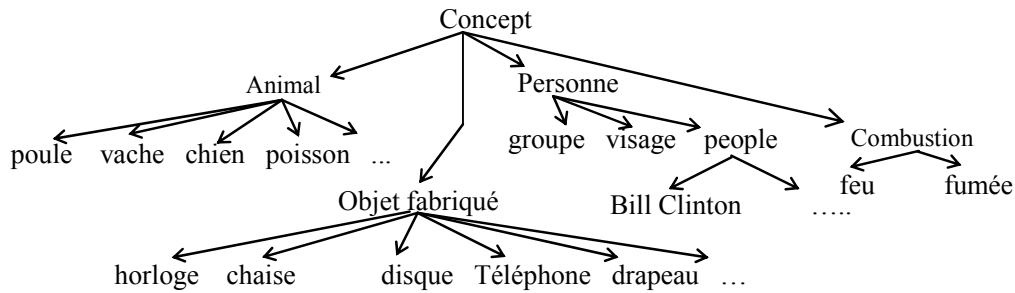 Concept
Animal
Personne
poule vache chien poisson ...
groupe visage people
Combustion
feu fumée
Objet fabriqué
Bill Clinton …..
horloge chaise disque Téléphone drapeau …